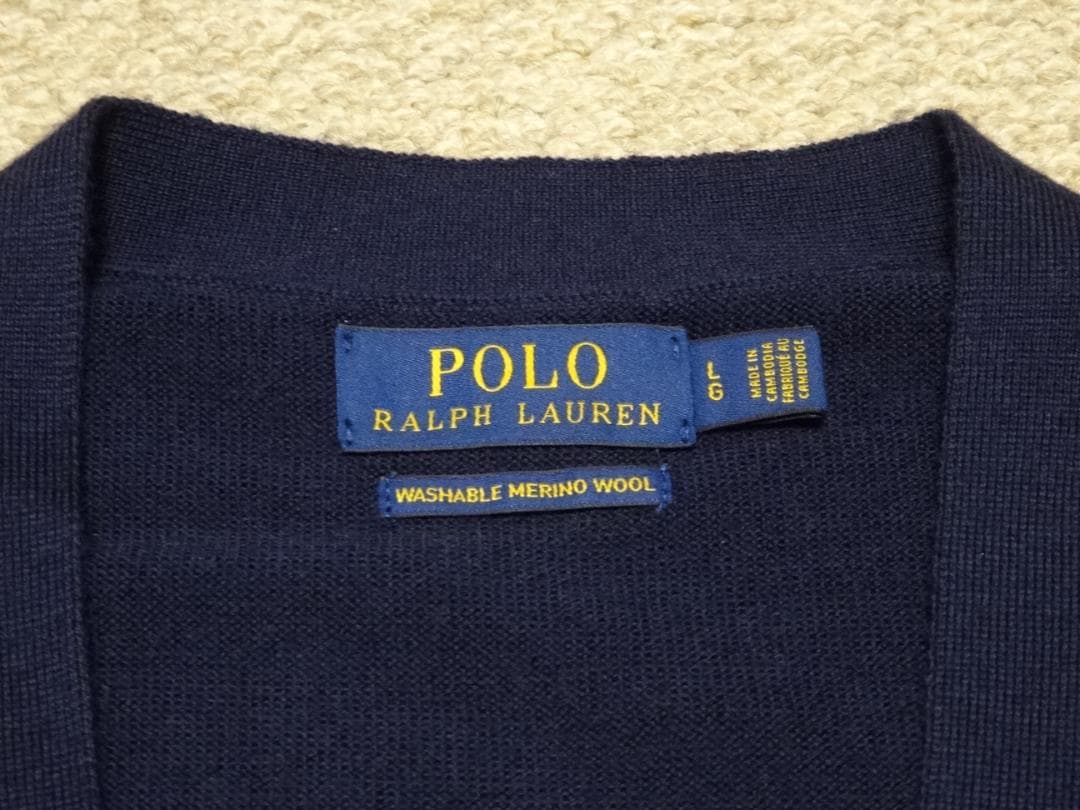 POLO
RALPH LAUREN
L
G
MADE IN
CAMBODIA
FABRIQUÉ AU
CAMBODGE
WASHABLE MERINO WOOL